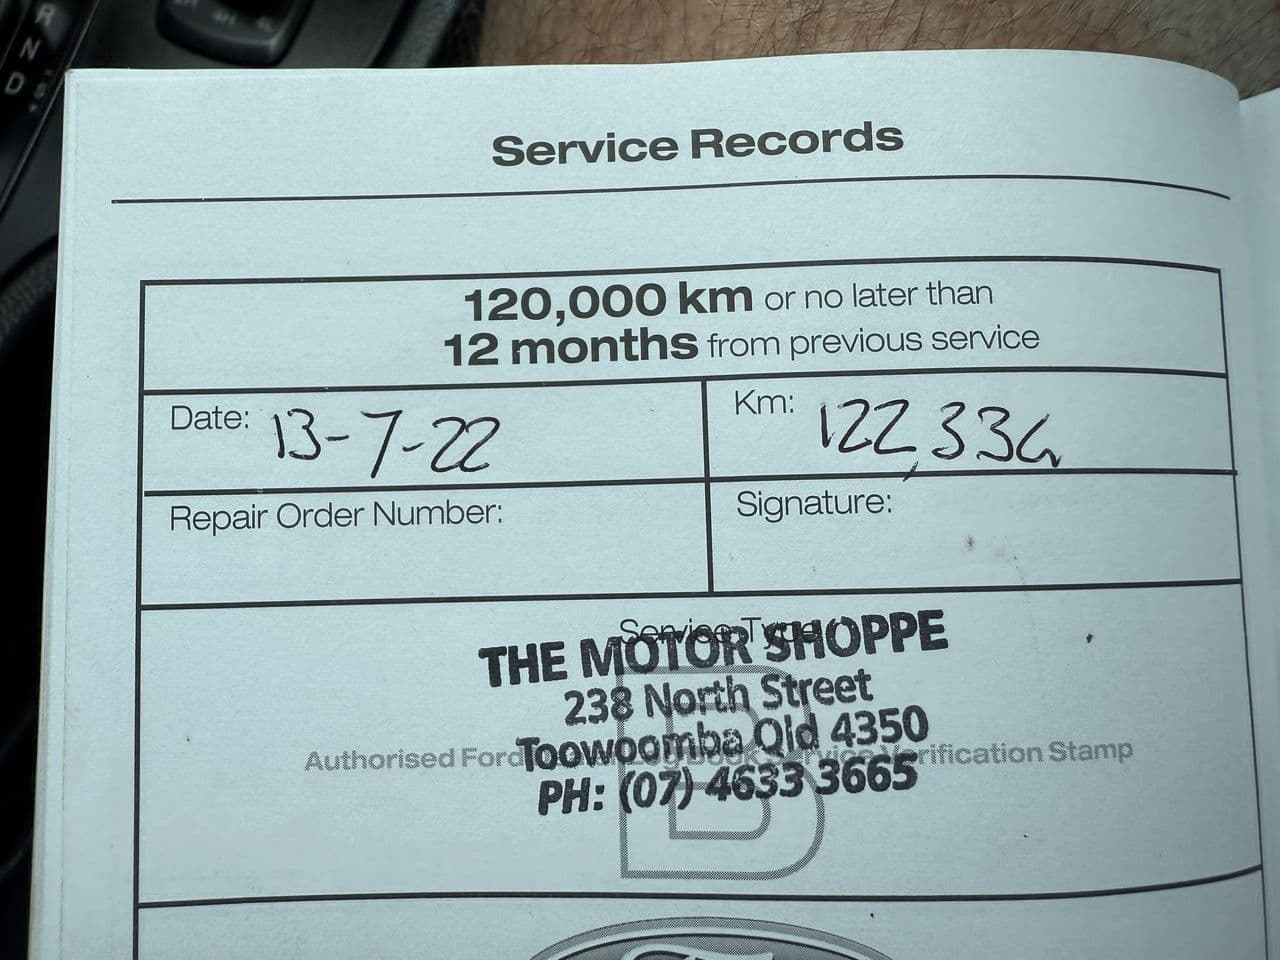 R
N
D
Service Records
120,000 km or no later than
12 months from previous service
Date: 13-7-22
Km: 122,334
Repair Order Number:
Signature:
Service Type
THE MOTOR SHOPPE
238 North Street
Toowoomba Qld 4350
Authorised Ford Service Verification Stamp
PH: (07) 4633 3665
B